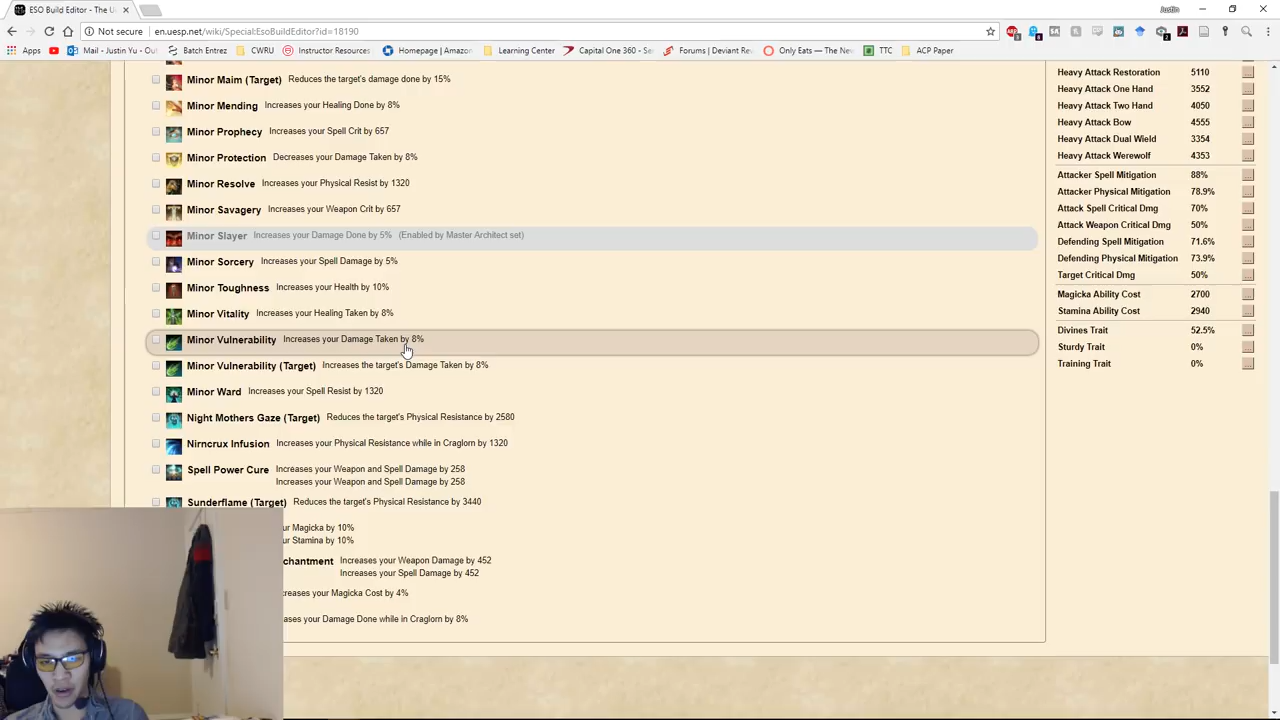 ESO Build Editor - The U
Justin
Not secure en.uesp.net/wiki/Special:EsoBuildEditor?id=18190
Apps Mail - Justin Yu - Out Batch Entrez CWRU Instructor Resources Homepage | Amazon Learning Center Capital One 360 - Se Forums | Deviant Re Only Eats — The New TTC ACP Paper
Minor Maim (Target) Reduces the target's damage done by 15%
Minor Mending Increases your Healing Done by 8%
Minor Prophecy Increases your Spell Crit by 657
Minor Protection Decreases your Damage Taken by 8%
Minor Resolve Increases your Physical Resist by 1320
Minor Savagery Increases your Weapon Crit by 657
Minor Slayer Increases your Damage Done by 5% (Enabled by Master Architect set)
Minor Sorcery Increases your Spell Damage by 5%
Minor Toughness Increases your Health by 10%
Minor Vitality Increases your Healing Taken by 8%
Minor Vulnerability Increases your Damage Taken by 8%
Minor Vulnerability (Target) Increases the target's Damage Taken by 8%
Minor Ward Increases your Spell Resist by 1320
Night Mothers Gaze (Target) Reduces the target's Physical Resistance by 2580
Nirncrux Infusion Increases your Physical Resistance while in Craglorn by 1320
Spell Power Cure Increases your Weapon and Spell Damage by 258
Increases your Weapon and Spell Damage by 258
Sunderflame (Target) Reduces the target's Physical Resistance by 3440
ur Magicka by 10%
ur Stamina by 10%
chantment Increases your Weapon Damage by 452
Increases your Spell Damage by 452
creases your Magicka Cost by 4%
ases your Damage Done while in Craglorn by 8%
Heavy Attack Restoration 5110
Heavy Attack One Hand 3552
Heavy Attack Two Hand 4050
Heavy Attack Bow 4555
Heavy Attack Dual Wield 3354
Heavy Attack Werewolf 4353
Attacker Spell Mitigation 88%
Attacker Physical Mitigation 78.9%
Attack Spell Critical Dmg 70%
Attack Weapon Critical Dmg 50%
Defending Spell Mitigation 71.6%
Defending Physical Mitigation 73.9%
Target Critical Dmg 50%
Magicka Ability Cost 2700
Stamina Ability Cost 2940
Divines Trait 52.5%
Sturdy Trait 0%
Training Trait 0%